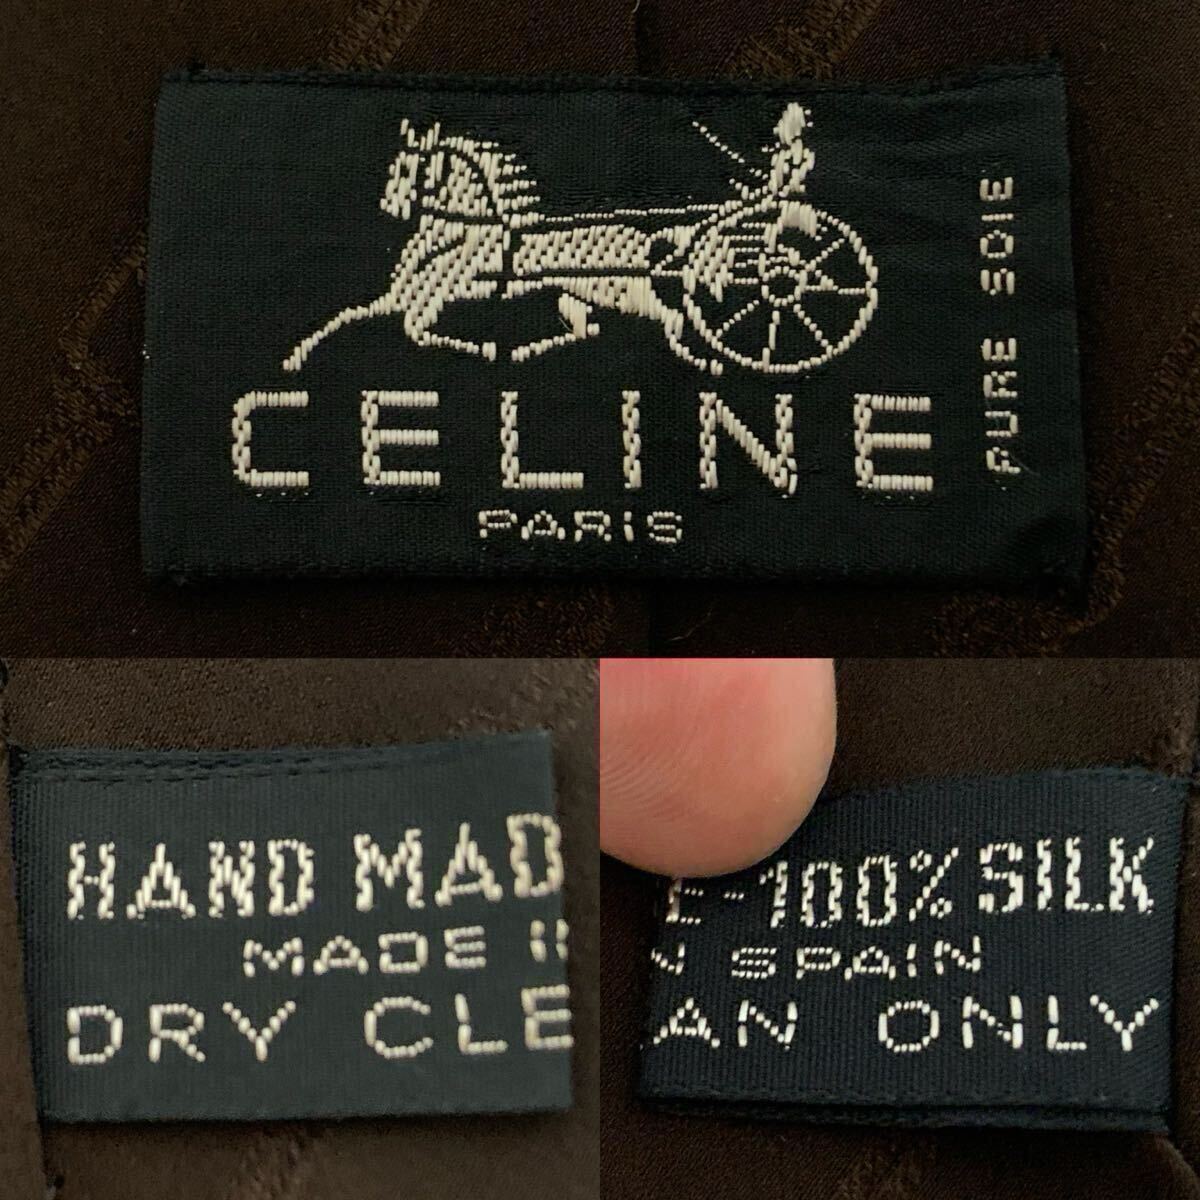 CELINE
PARIS
PURE SOIE
HAND MAD
MADE I
DRY CLE
E-100% SILK
N SPAIN
AN ONLY